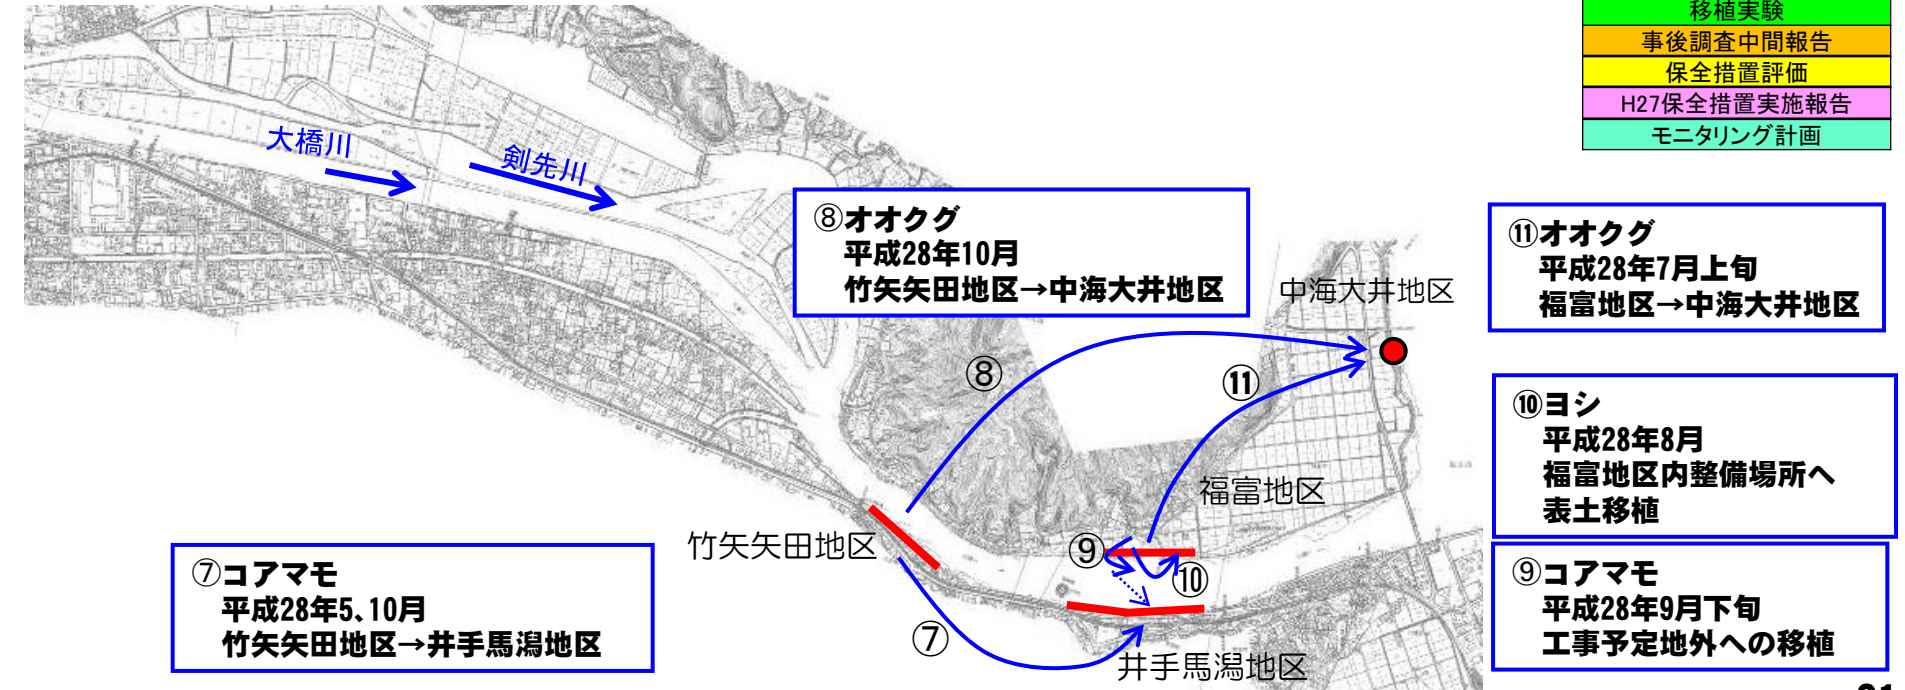 移植実験
事後調査中間報告
保全措置評価
H27保全措置実施報告
モニタリング計画
大橋川
剣先川
⑧オオクグ
平成28年10月
竹矢矢田地区→中海大井地区
⑪オオクグ
平成28年7月上旬
福富地区→中海大井地区
中海大井地区
⑧
⑪
⑩ヨシ
平成28年8月
福富地区内整備場所へ
表土移植
福富地区
竹矢矢田地区
⑨
⑩
⑦コアマモ
平成28年5、10月
竹矢矢田地区→井手馬潟地区
⑨コアマモ
平成28年9月下旬
工事予定地外への移植
⑦
井手馬潟地区